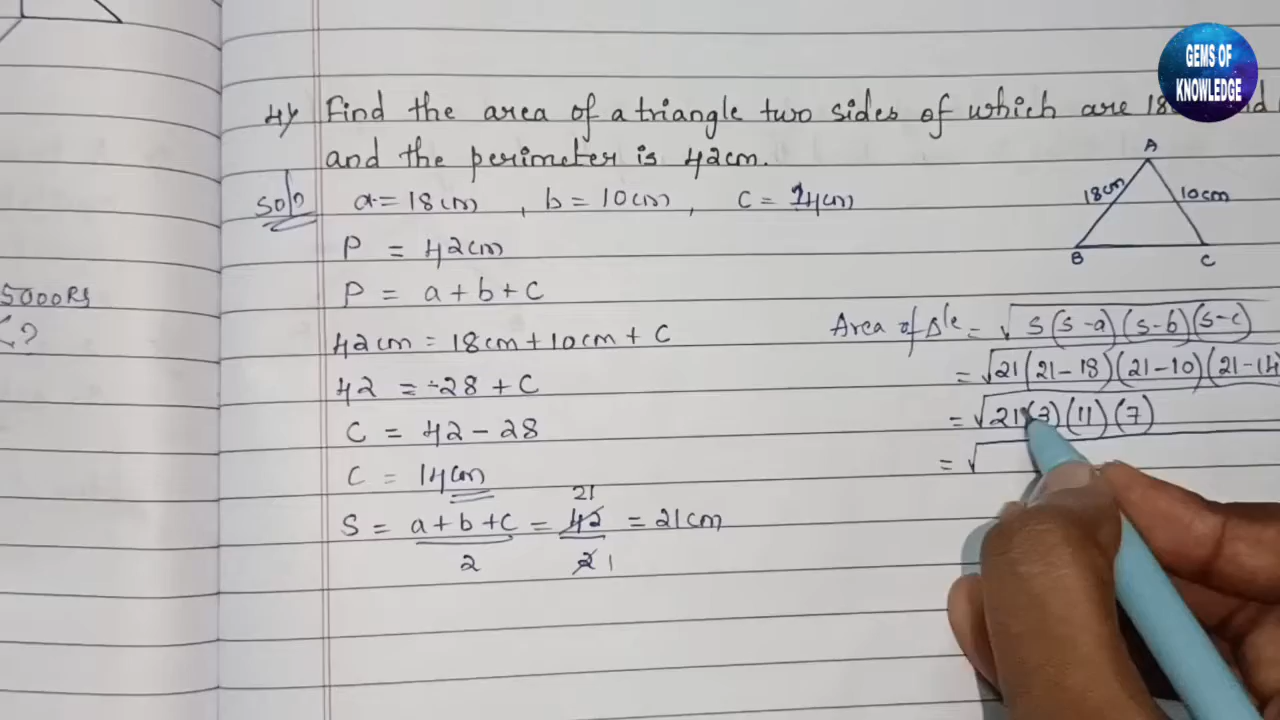 GEMS OF
KNOWLEDGE
4) Find the area of a triangle two sides of which are 18
and the perimeter is 42cm.
Soln a = 18cm , b = 10cm, c = 14cm
P = 42cm
P = a + b + c
42cm = 18cm + 10cm + c
42 = 28 + c
c = 42 - 28
c = 14cm
S = a + b + c / 2 = 42 / 2 = 21cm
21
1
A
18cm
10cm
B
C
Area of Δle = √s(s-a)(s-b)(s-c)
= √21(21-18)(21-10)(21-14
= √21(3)(11)(7)
= √
5000Rs